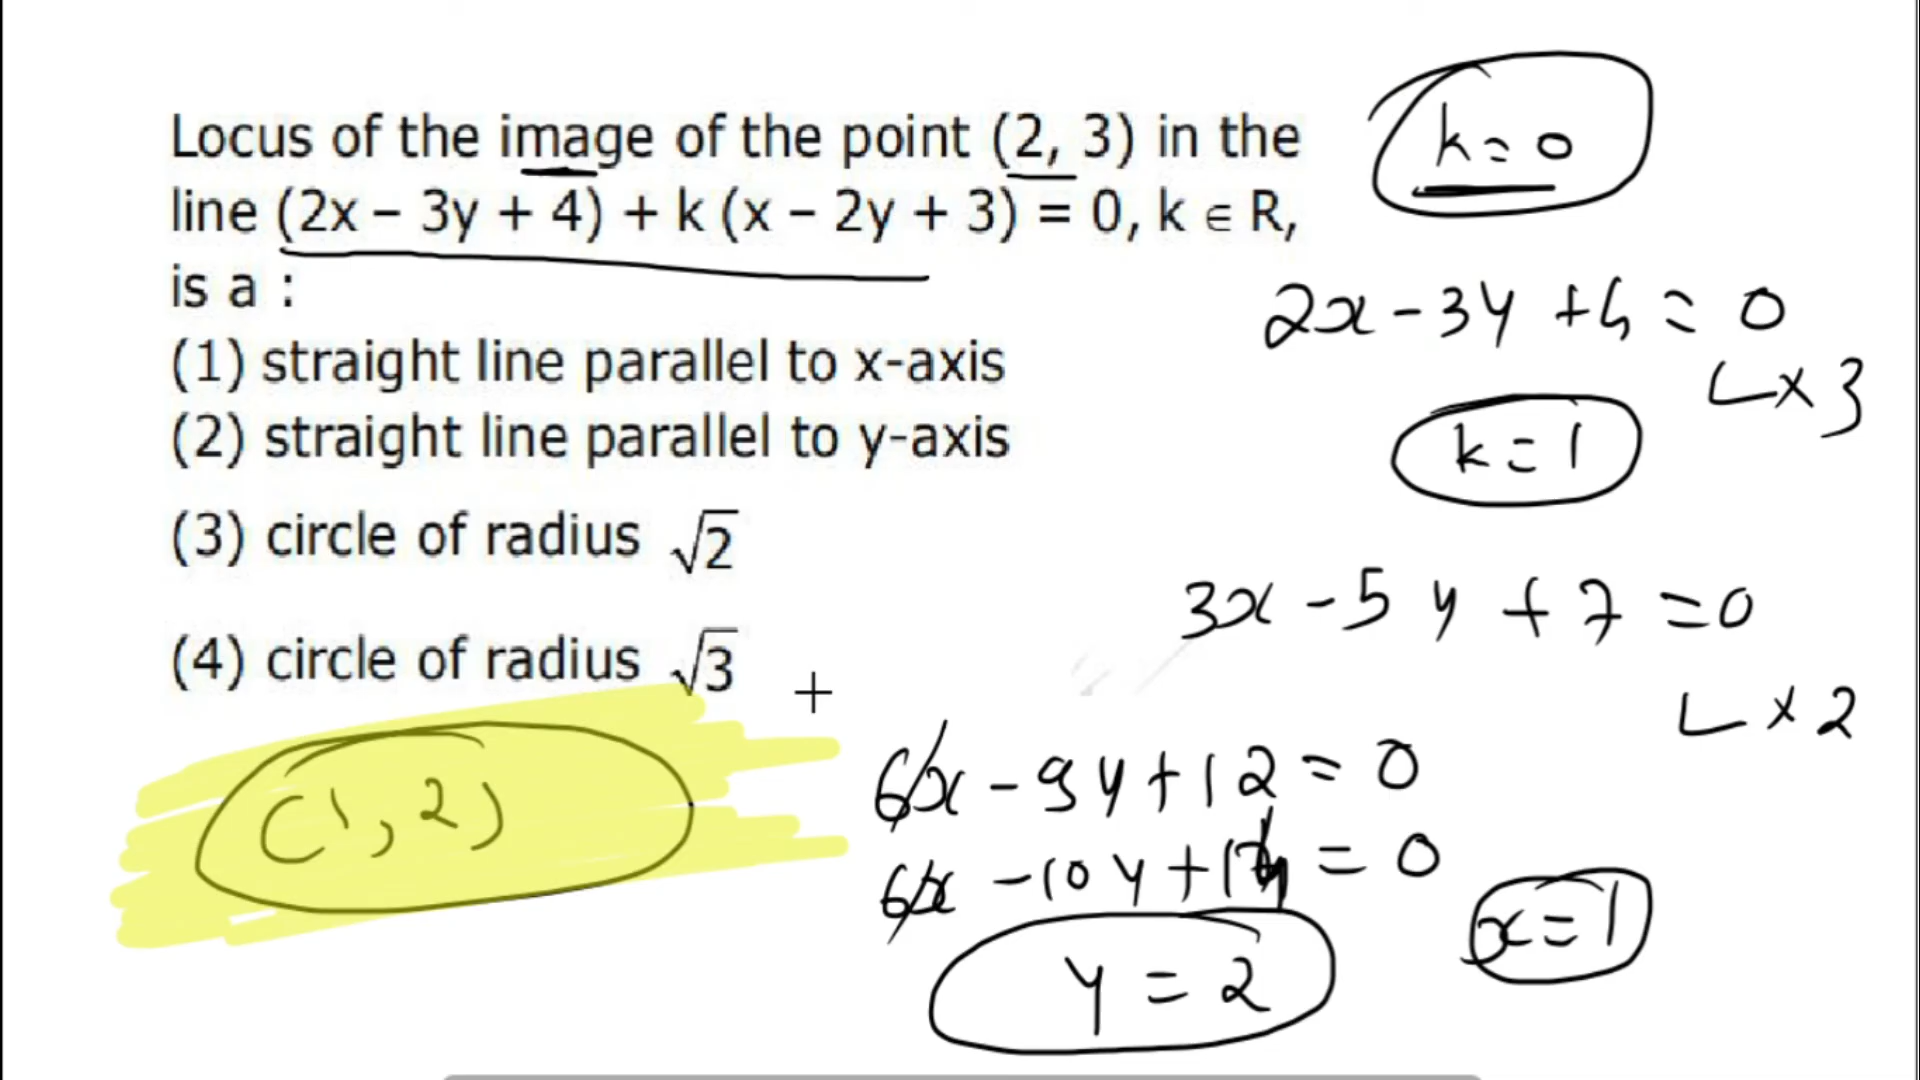 Locus of the image of the point (2, 3) in the
line (2x – 3y + 4) + k (x – 2y + 3) = 0, k ∈ R,
is a :
(1) straight line parallel to x-axis
(2) straight line parallel to y-axis
(3) circle of radius √2
(4) circle of radius √3
(1, 2)
k = 0
2x - 3y + 4 = 0
x 3
k = 1
3x - 5y + 7 = 0
x 2
6x - 9y + 12 = 0
6x - 10y + 14 = 0
y = 2
x = 1